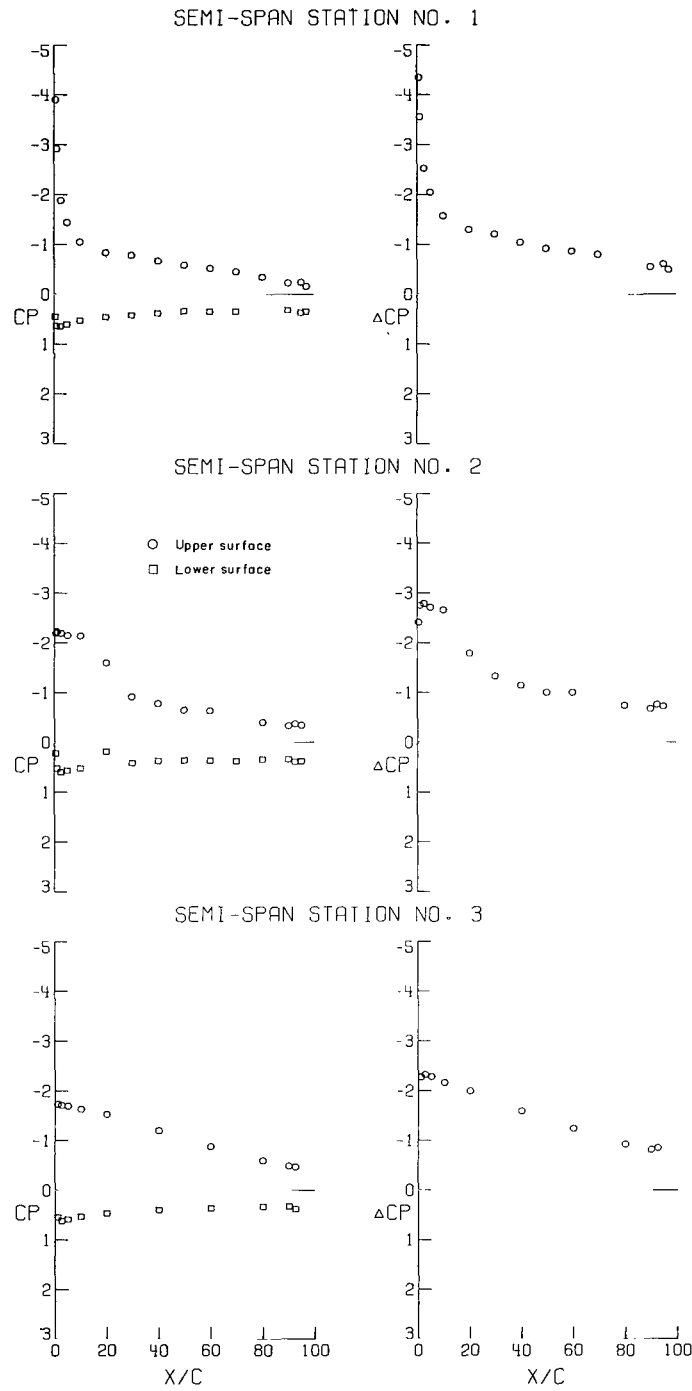 SEMI-SPAN STATION NO. 1
-5 -5
-4 -4
-3 -3
-2 -2
-1 -1
0 0
CP ΔCP
1 1
2 2
3 3
SEMI-SPAN STATION NO. 2
-5 -5
-4 -4
○ Upper surface
□ Lower surface
-3 -3
-2 -2
-1 -1
0 0
CP ΔCP
1 1
2 2
3 3
SEMI-SPAN STATION NO. 3
-5 -5
-4 -4
-3 -3
-2 -2
-1 -1
0 0
CP ΔCP
1 1
2 2
3 3
0 20 40 60 80 100 0 20 40 60 80 100
X/C X/C